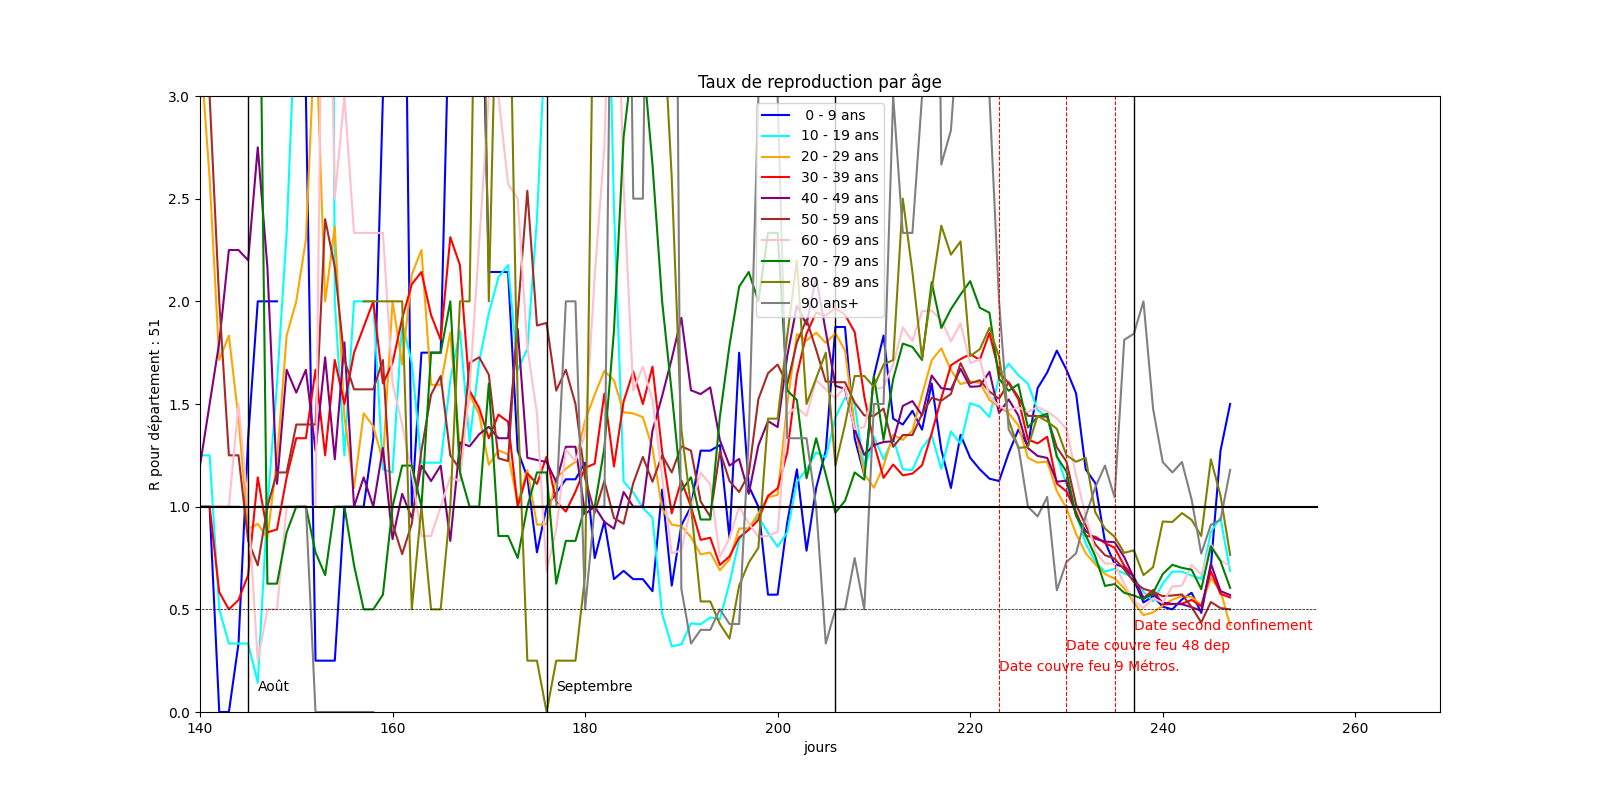 Taux de reproduction par âge
R pour département : 51
3.0
2.5
2.0
1.5
1.0
0.5
0.0
0 - 9 ans
10 - 19 ans
20 - 29 ans
30 - 39 ans
40 - 49 ans
50 - 59 ans
60 - 69 ans
70 - 79 ans
80 - 89 ans
90 ans+
Date second confinement
Date couvre feu 48 dep
Date couvre feu 9 Métros.
Août
Septembre
140
160
180
200
220
240
260
jours